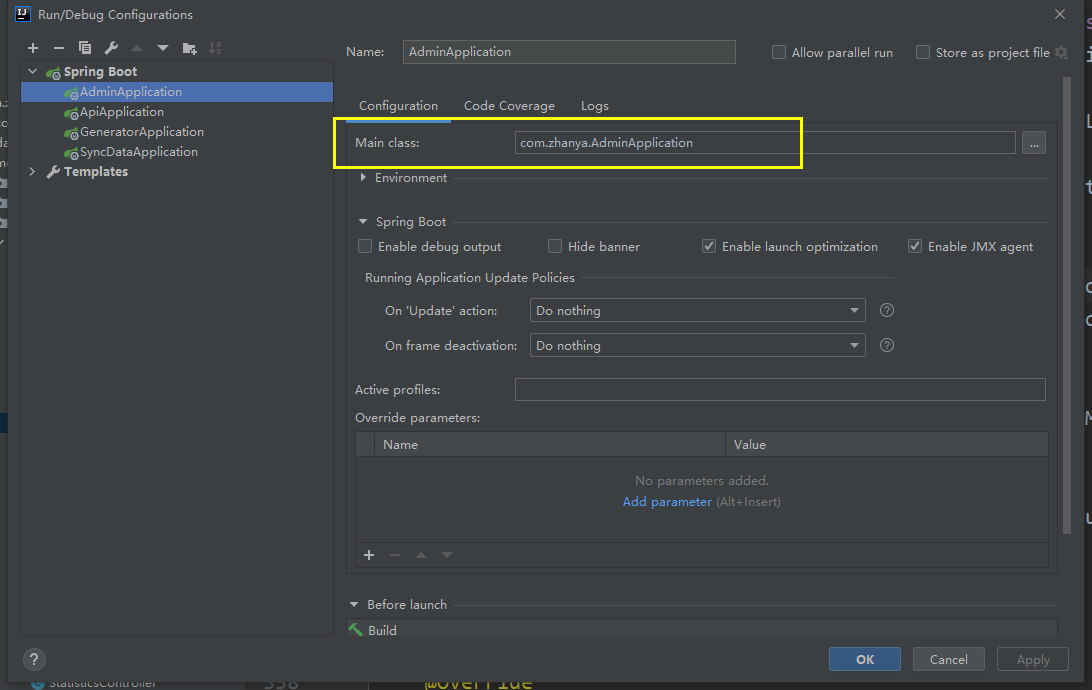 Run/Debug Configurations
Name: AdminApplication
Allow parallel run
Store as project file
Spring Boot
AdminApplication
ApiApplication
GeneratorApplication
SyncDataApplication
Templates
Configuration Code Coverage Logs
Main class: com.zhanya.AdminApplication ...
Environment
Spring Boot
Enable debug output Hide banner Enable launch optimization Enable JMX agent
Running Application Update Policies
On 'Update' action: Do nothing ?
On frame deactivation: Do nothing ?
Active profiles:
Override parameters:
Name Value
No parameters added.
Add parameter (Alt+Insert)
Before launch
Build
? OK Cancel Apply
StatisticsController 338 @Override